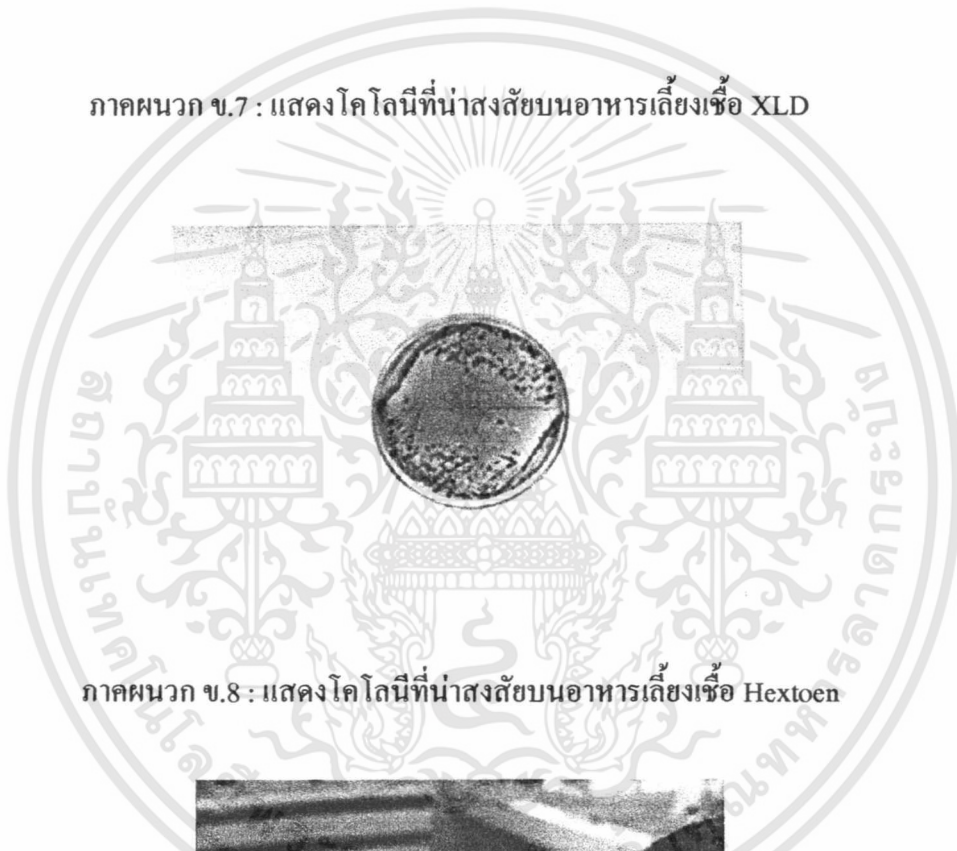 ภาคผนวก ข.7 : แสดงโคโลนีที่น่าสงสัยบนอาหารเลี้ยงเชื้อ XLD
ภาคผนวก ข.8 : แสดงโคโลนีที่น่าสงสัยบนอาหารเลี้ยงเชื้อ Hextoen